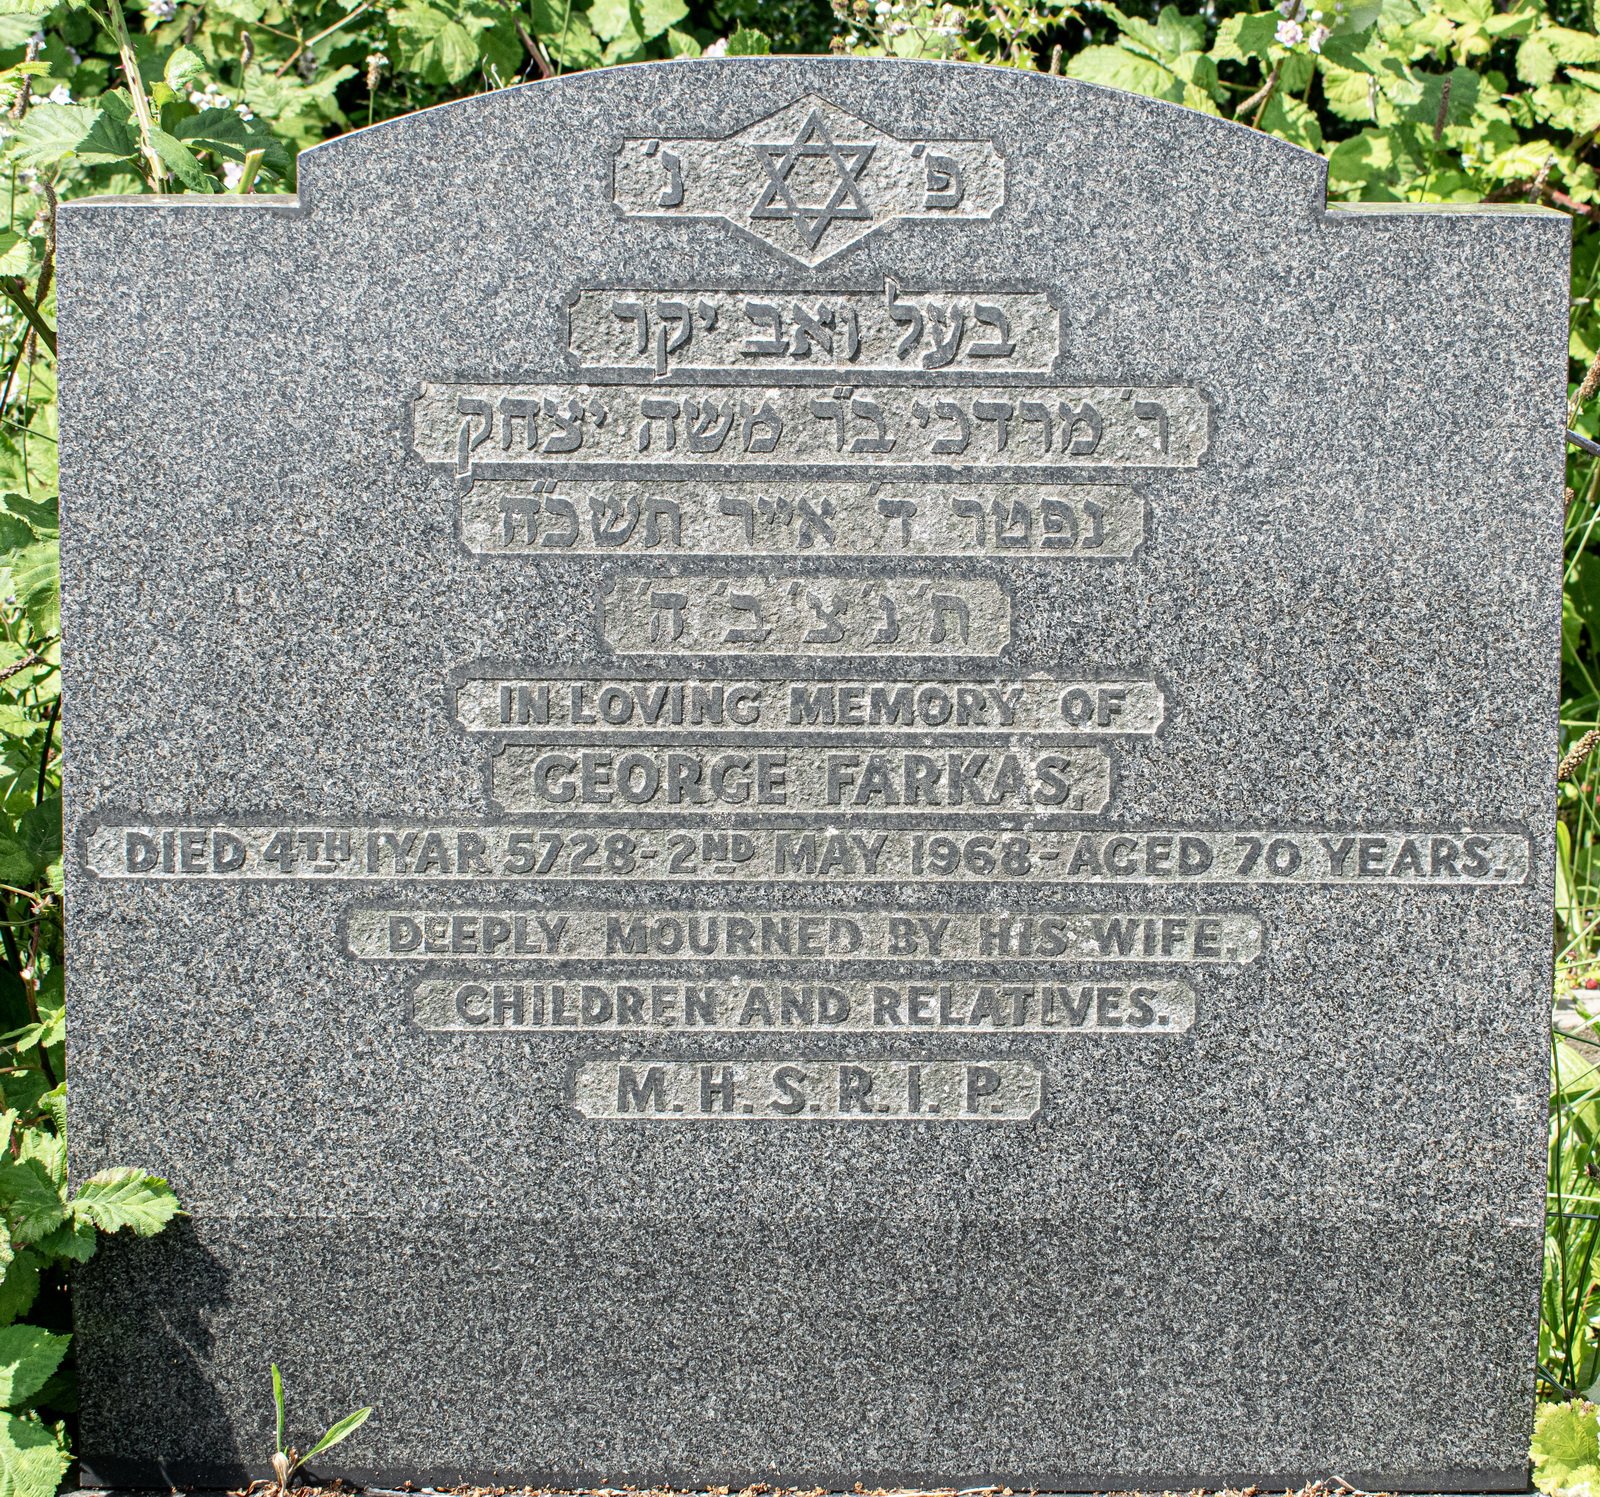 פ' נ'
בעל ואב יקר
ר' מרדכי ב"ר משה יצחק
נפטר ד' אייר תשכ"ח
ת' נ' צ' ב' ה'
IN LOVING MEMORY OF
GEORGE FARKAS,
DIED 4TH IYAR 5728-2ND MAY 1968-AGED 70 YEARS.
DEEPLY MOURNED BY HIS WIFE,
CHILDREN AND RELATIVES.
M.H.S.R.I.P.